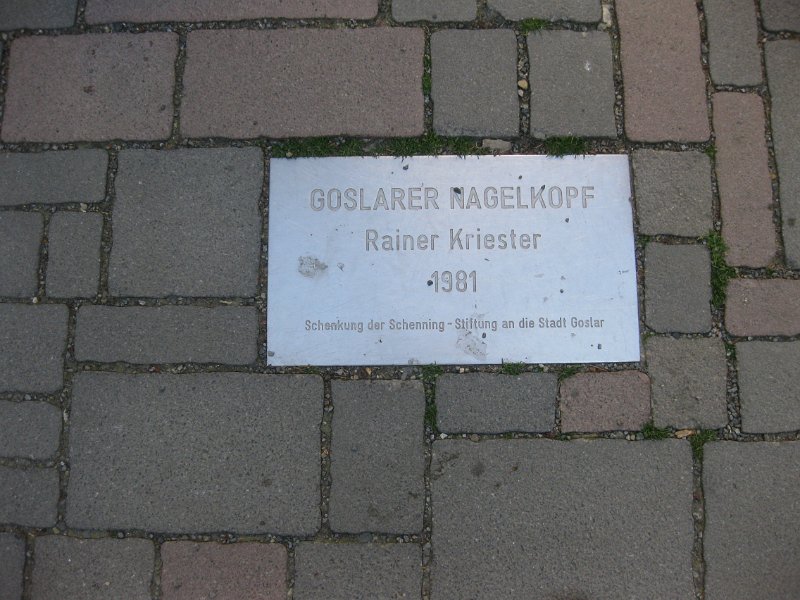 GOSLARER NAGELKOPF
Rainer Kriester
1981
Schenkung der Schenning-Stiftung an die Stadt Goslar